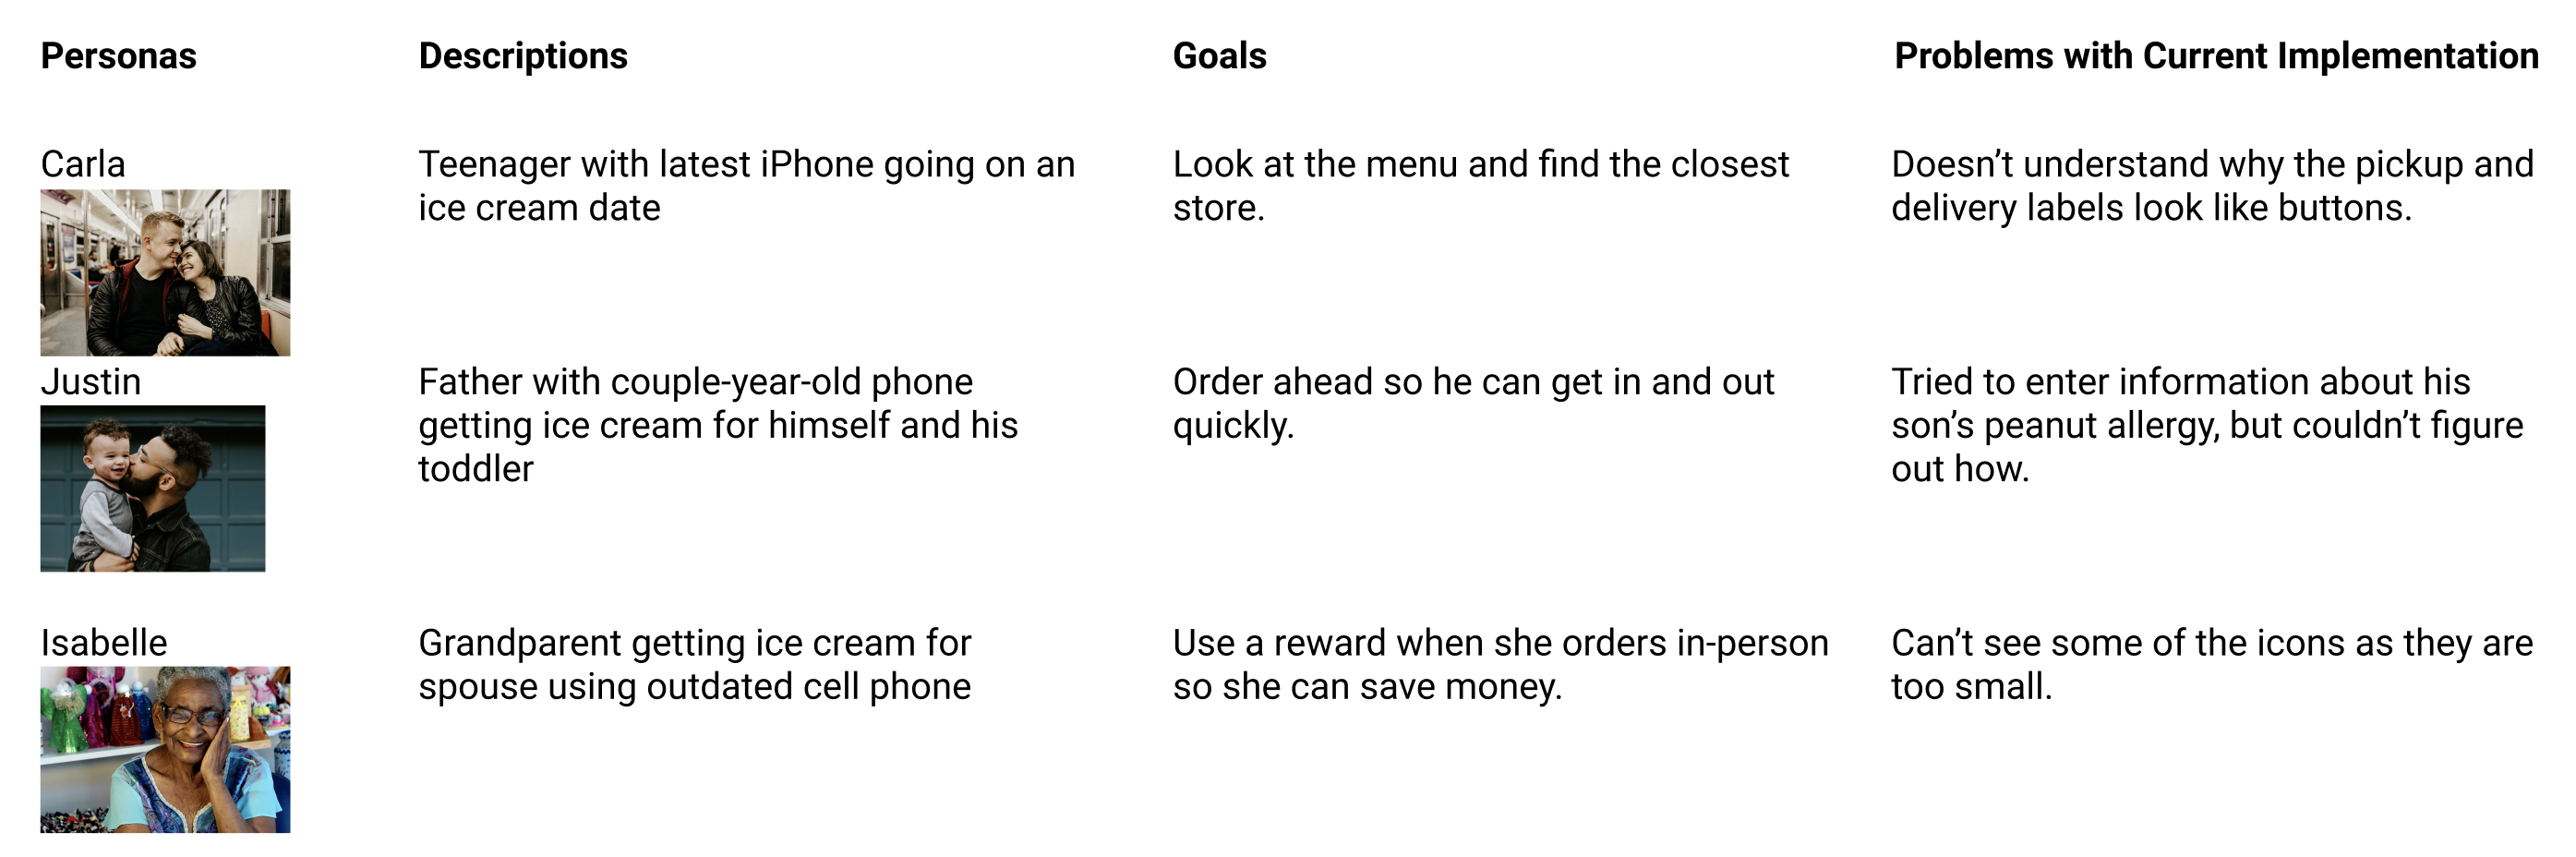 Personas
Descriptions
Goals
Problems with Current Implementation
Carla
Teenager with latest iPhone going on an
ice cream date
Look at the menu and find the closest
store.
Doesn’t understand why the pickup and
delivery labels look like buttons.
Justin
Father with couple-year-old phone
getting ice cream for himself and his
toddler
Order ahead so he can get in and out
quickly.
Tried to enter information about his
son’s peanut allergy, but couldn’t figure
out how.
Isabelle
Grandparent getting ice cream for
spouse using outdated cell phone
Use a reward when she orders in-person
so she can save money.
Can’t see some of the icons as they are
too small.